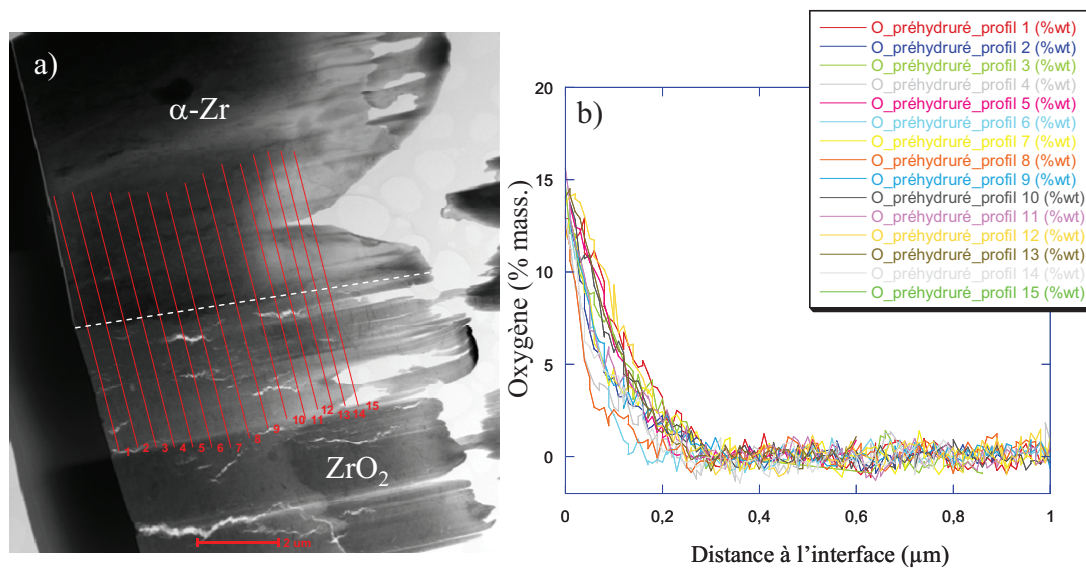 a)
α-Zr
1 2 3 4 5 6 7 8 9 10 11 12 13 14 15
ZrO2
2 um
b)
O_préhydruré_profil 1 (%wt)
O_préhydruré_profil 2 (%wt)
O_préhydruré_profil 3 (%wt)
O_préhydruré_profil 4 (%wt)
O_préhydruré_profil 5 (%wt)
O_préhydruré_profil 6 (%wt)
O_préhydruré_profil 7 (%wt)
O_préhydruré_profil 8 (%wt)
O_préhydruré_profil 9 (%wt)
O_préhydruré_profil 10 (%wt)
O_préhydruré_profil 11 (%wt)
O_préhydruré_profil 12 (%wt)
O_préhydruré_profil 13 (%wt)
O_préhydruré_profil 14 (%wt)
O_préhydruré_profil 15 (%wt)
Oxygène (% mass.)
20
15
10
5
0
0 0,2 0,4 0,6 0,8 1
Distance à l’interface (µm)